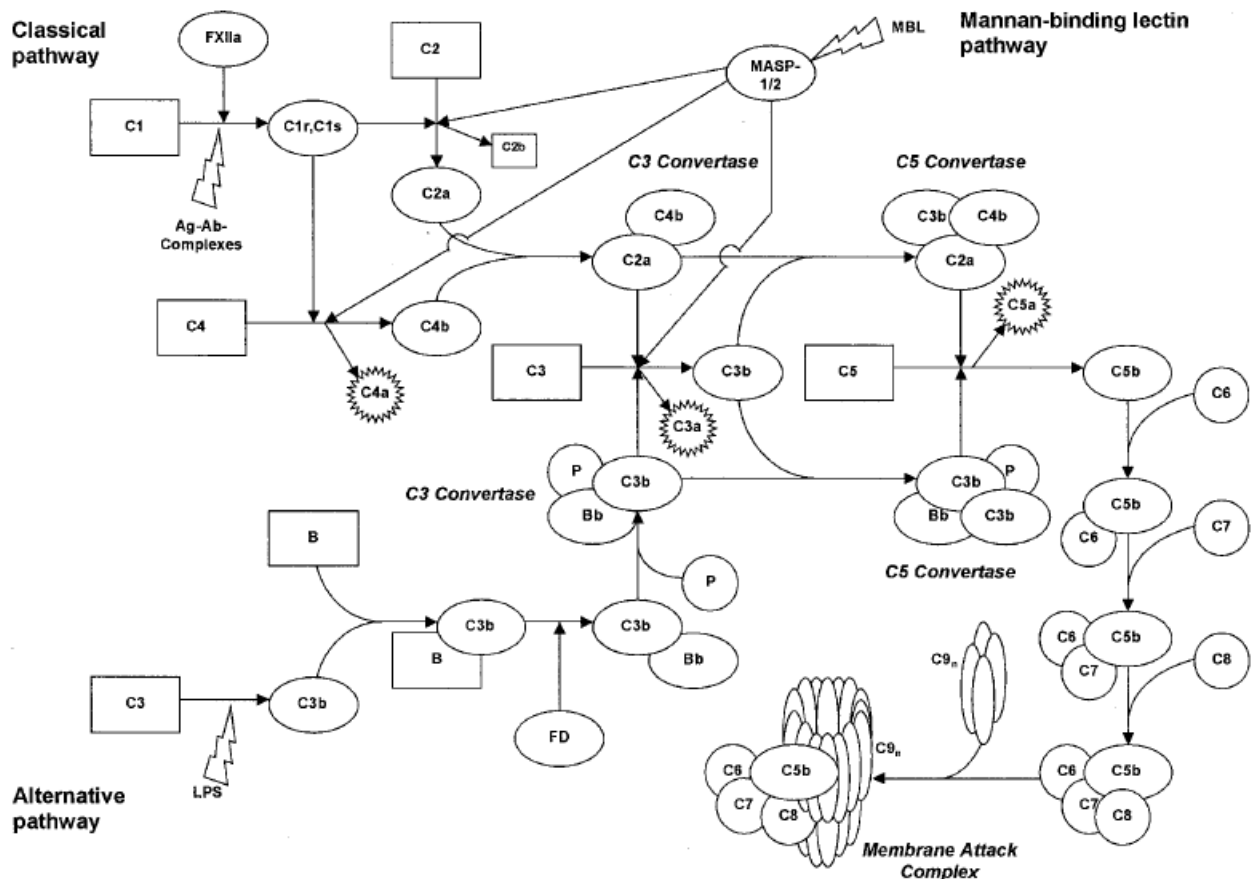 Classical
pathway
FXIIa
C2
MBL
Mannan-binding lectin
pathway
MASP-
1/2
C1
C1r,C1s
C2b
C3 Convertase
C5 Convertase
C2a
Ag-Ab-
Complexes
C4b
C3b
C4b
C2a
C2a
C4
C4b
C5a
C4a
C3
C3b
C5
C5b
C3a
C6
C3 Convertase
P
C3b
Bb
C3b
P
Bb
C3b
C5b
C6
C7
B
P
C5 Convertase
C3b
B
C3b
Bb
C6
C5b
C7
C8
C9n
C3
C3b
FD
LPS
C9n
C6
C5b
C7
C8
C6
C5b
C7
C8
Alternative
pathway
Membrane Attack
Complex